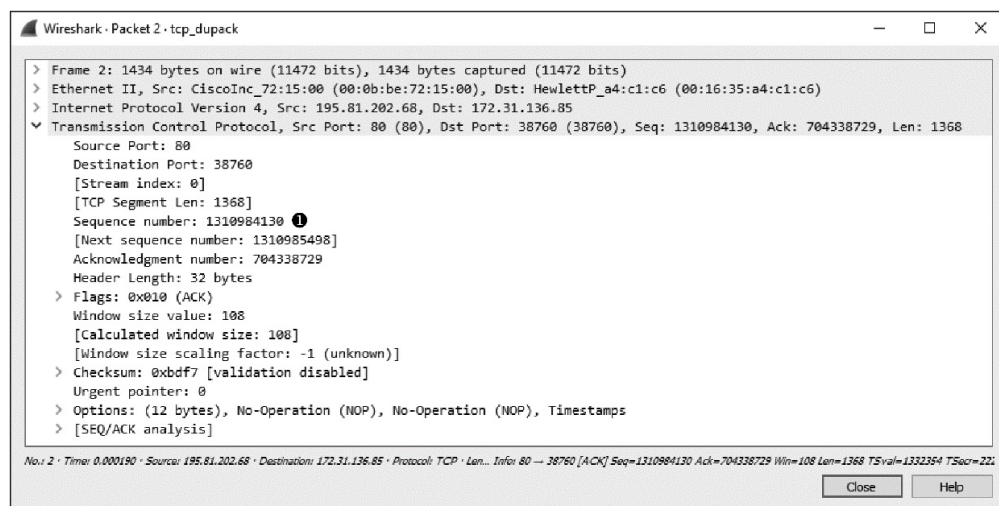 Wireshark · Packet 2 · tcp_dupack
> Frame 2: 1434 bytes on wire (11472 bits), 1434 bytes captured (11472 bits)
> Ethernet II, Src: CiscoInc_72:15:00 (00:0b:be:72:15:00), Dst: HewlettP_a4:c1:c6 (00:16:35:a4:c1:c6)
> Internet Protocol Version 4, Src: 195.81.202.68, Dst: 172.31.136.85
Transmission Control Protocol, Src Port: 80 (80), Dst Port: 38760 (38760), Seq: 1310984130, Ack: 704338729, Len: 1368
Source Port: 80
Destination Port: 38760
[Stream index: 0]
[TCP Segment Len: 1368]
Sequence number: 1310984130 ❶
[Next sequence number: 1310985498]
Acknowledgment number: 704338729
Header Length: 32 bytes
> Flags: 0x010 (ACK)
Window size value: 108
[Calculated window size: 108]
[Window size scaling factor: -1 (unknown)]
> Checksum: 0xbdf7 [validation disabled]
Urgent pointer: 0
> Options: (12 bytes), No-Operation (NOP), No-Operation (NOP), Timestamps
> [SEQ/ACK analysis]
No.: 2 · Time: 0.000190 · Source: 195.81.202.68 · Destination: 172.31.136.85 · Protocol: TCP · Len... Info: 80 → 38760 [ACK] Seq=1310984130 Ack=704338729 Win=108 Len=1368 TSval=1332354 TSecr=222
Close Help